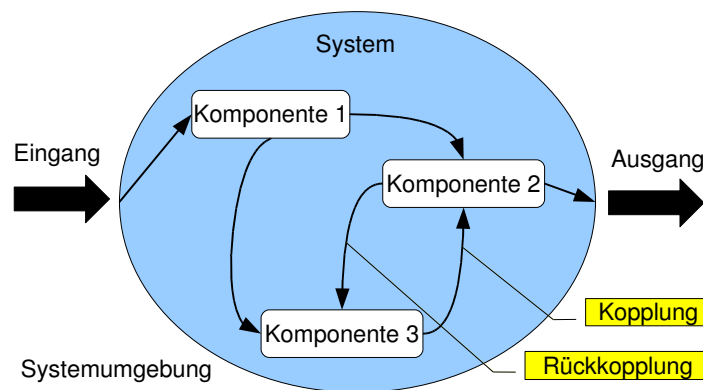 System
Komponente 1
Eingang
Ausgang
Komponente 2
Kopplung
Komponente 3
Rückkopplung
Systemumgebung